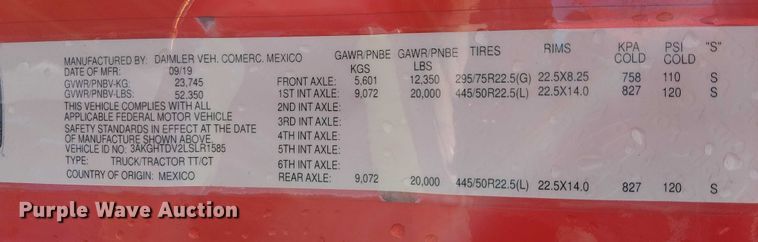 MANUFACTURED BY: DAIMLER VEH. COMERC. MEXICO
DATE OF MFR: 09/19
GVWR/PNBV-KG: 23,745
GVWR/PNBV-LBS: 52,350
THIS VEHICLE COMPLIES WITH ALL
APPLICABLE FEDERAL MOTOR VEHICLE
SAFETY STANDARDS IN EFFECT AT THE DATE
OF MANUFACTURE SHOWN ABOVE.
VEHICLE ID NO: 3AKGHTDV2LSLR1585
TYPE: TRUCK/TRACTOR TT/CT
COUNTRY OF ORIGIN: MEXICO
GAWR/PNBE KGS GAWR/PNBE LBS TIRES RIMS KPA COLD PSI COLD "S"
FRONT AXLE: 5,601 12,350 295/75R22.5(G) 22.5X8.25 758 110 S
1ST INT AXLE: 9,072 20,000 445/50R22.5(L) 22.5X14.0 827 120 S
2ND INT AXLE:
3RD INT AXLE:
4TH INT AXLE:
5TH INT AXLE:
6TH INT AXLE:
REAR AXLE: 9,072 20,000 445/50R22.5(L) 22.5X14.0 827 120 S
Purple Wave Auction